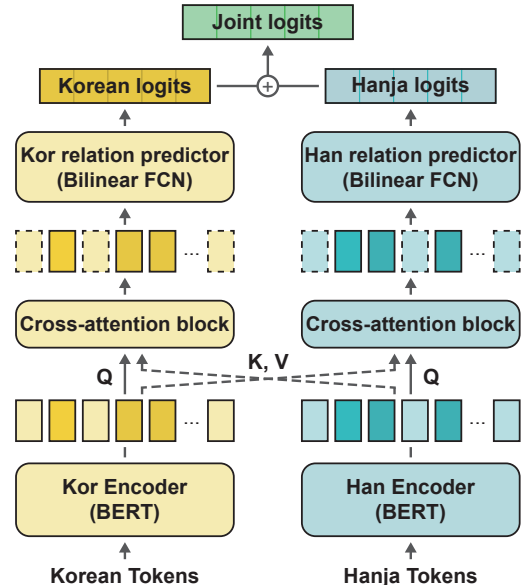 Joint logits
Korean logits
+
Hanja logits
Kor relation predictor
(Bilinear FCN)
Han relation predictor
(Bilinear FCN)
...
...
Cross-attention block
Cross-attention block
Q
K, V
Q
...
...
Kor Encoder
(BERT)
Han Encoder
(BERT)
Korean Tokens
Hanja Tokens